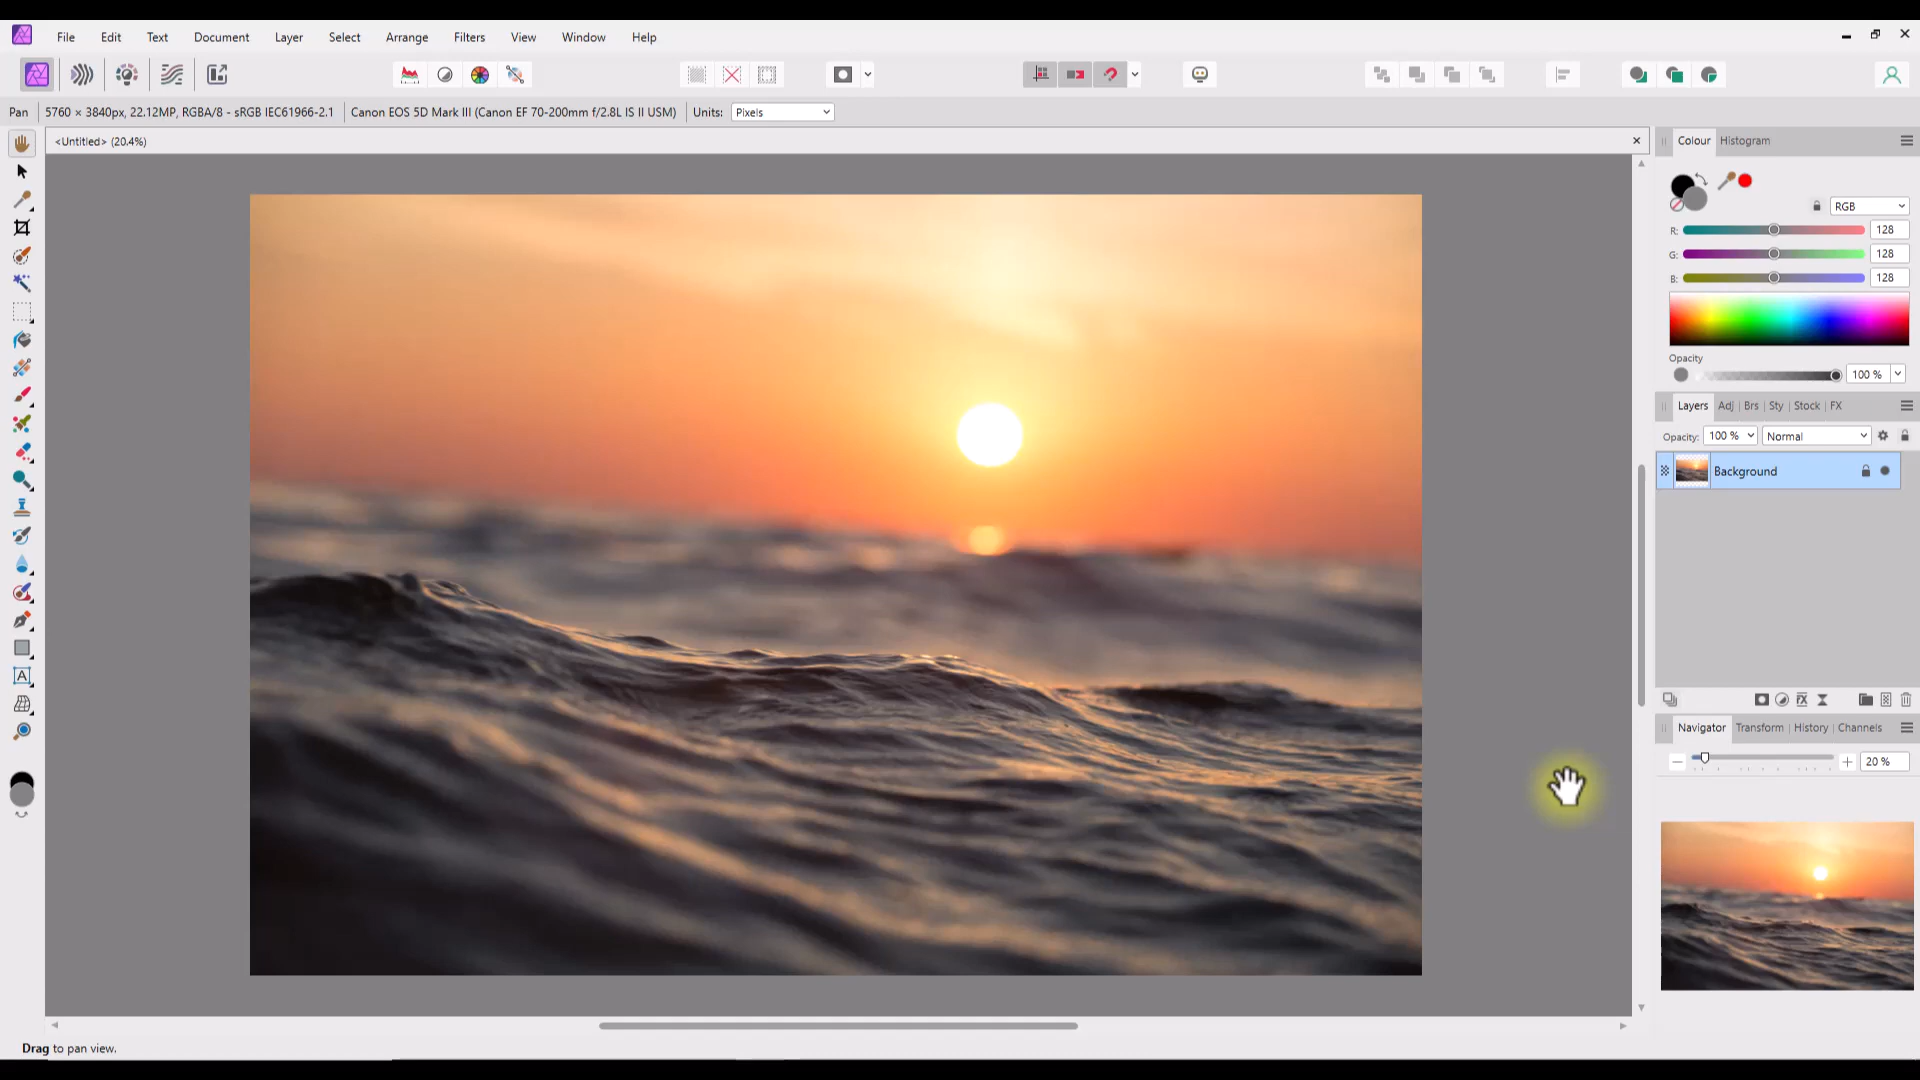 File Edit Text Document Layer Select Arrange Filters View Window Help
Pan 5760 × 3840px, 22.12MP, RGBA/8 - sRGB IEC61966-2.1 Canon EOS 5D Mark III (Canon EF 70-200mm f/2.8L IS II USM) Units: Pixels
<Untitled> (20.4%)
Colour Histogram
RGB
R: 128
G: 128
B: 128
Opacity
100 %
Layers Adj Brs Sty Stock FX
Opacity: 100 % Normal
Background
Navigator Transform History Channels
20 %
Drag to pan view.